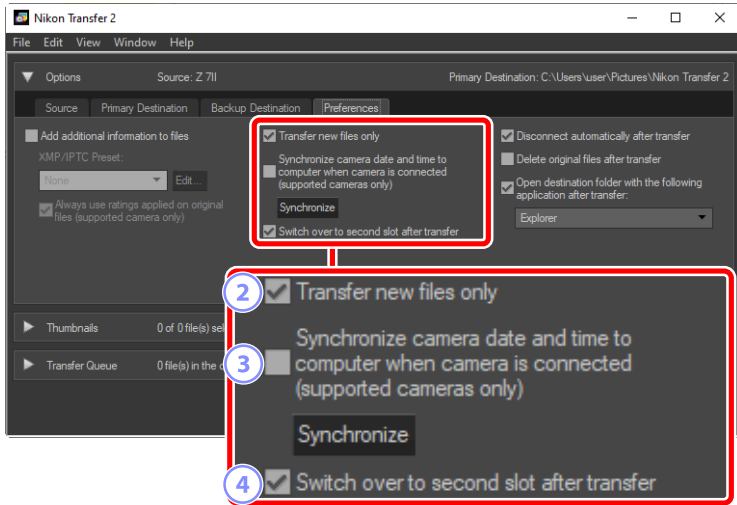 Nikon Transfer 2
File Edit View Window Help
Options Source: Z 7II Primary Destination: C:\Users\user\Pictures\Nikon Transfer 2
Source Primary Destination Backup Destination Preferences
Add additional information to files
XMP/IPTC Preset:
None Edit...
Always use ratings applied on original
files (supported camera only)
Transfer new files only
Synchronize camera date and time to
computer when camera is connected
(supported cameras only)
Synchronize
Switch over to second slot after transfer
Disconnect automatically after transfer
Delete original files after transfer
Open destination folder with the following
application after transfer:
Explorer
Thumbnails 0 of 0 file(s) sel
Transfer Queue 0 file(s) in the
2 Transfer new files only
Synchronize camera date and time to
3 computer when camera is connected
(supported cameras only)
Synchronize
4 Switch over to second slot after transfer